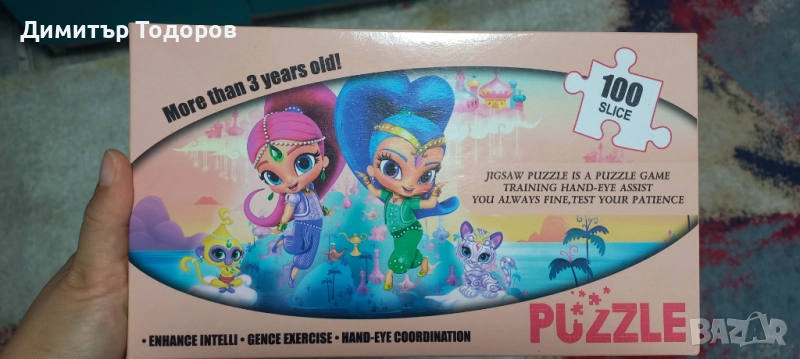 Димитър Тодоров
More than 3 years old!
100
SLICE
JIGSAW PUZZLE IS A PUZZLE GAME
TRAINING HAND-EYE ASSIST
YOU ALWAYS FINE,TEST YOUR PATIENCE
PUZZLE
• ENHANCE INTELLI • GENCE EXERCISE • HAND-EYE COORDINATION
BAZAR